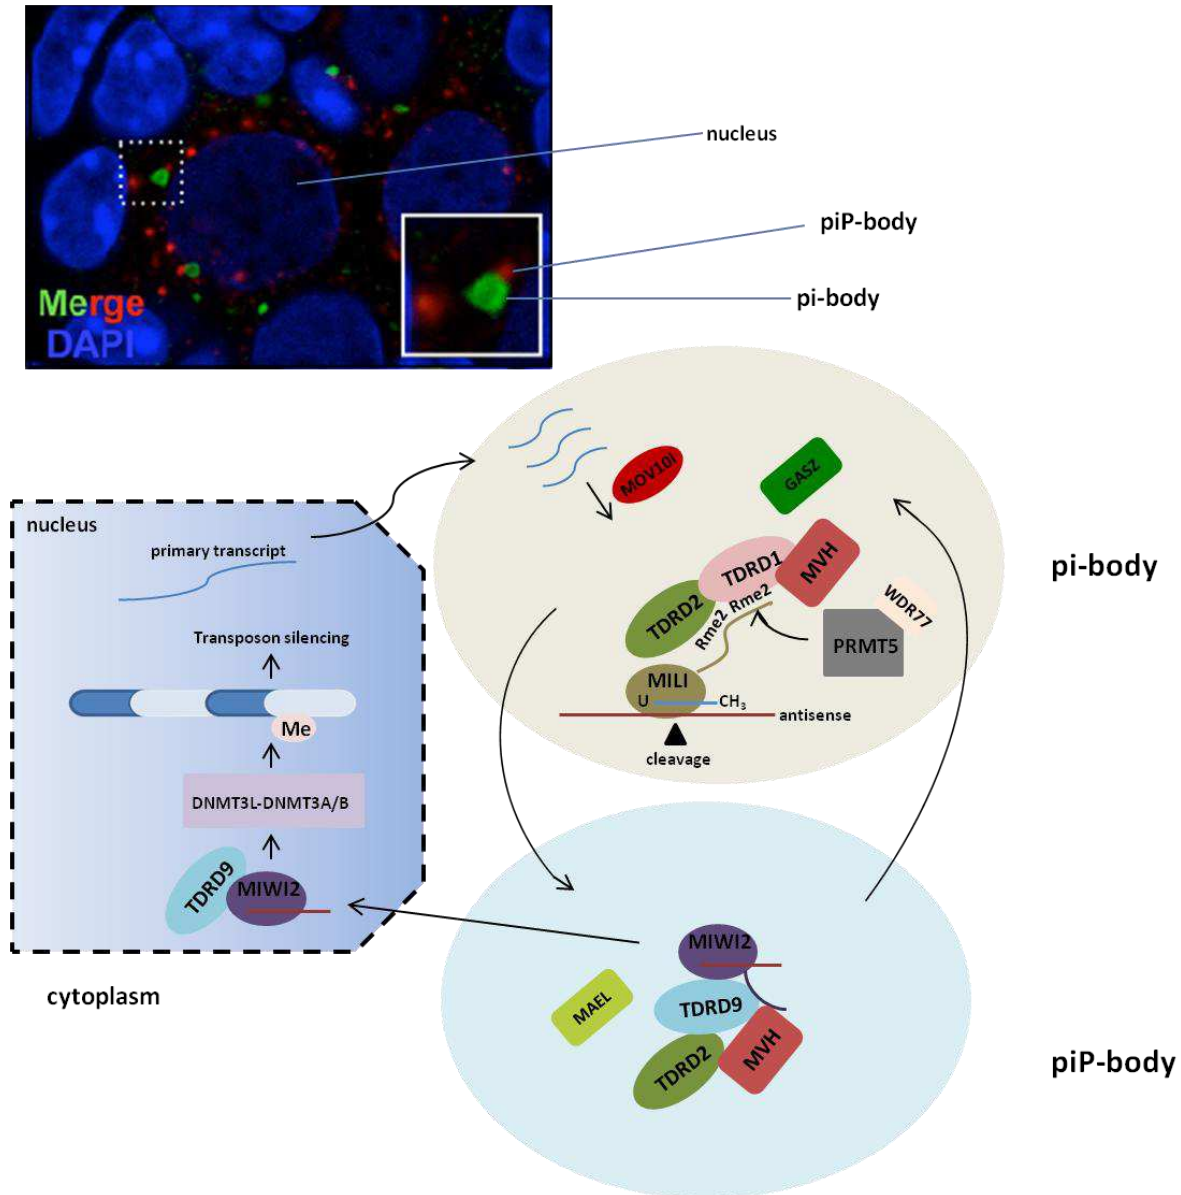 nucleus
piP-body
pi-body
Merge
DAPI
MOV10i
GASZ
nucleus
primary transcript
TDRD1
MVH
pi-body
TDRD2
Rme2
Rme2
WDR77
Transposon silencing
PRMT5
MILI
U
CH3
antisense
Me
cleavage
DNMT3L-DNMT3A/B
TDRD9
MIWI2
MIWI2
cytoplasm
MAEL
TDRD9
MVH
TDRD2
piP-body